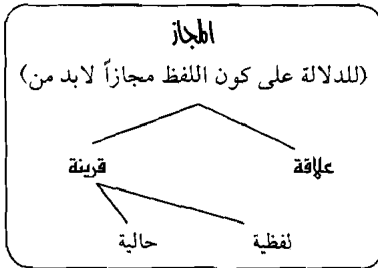 المجاز
(للدلالة على كون اللفظ مجازاً لابد من)
علاقة قرينة
لفظية حالية